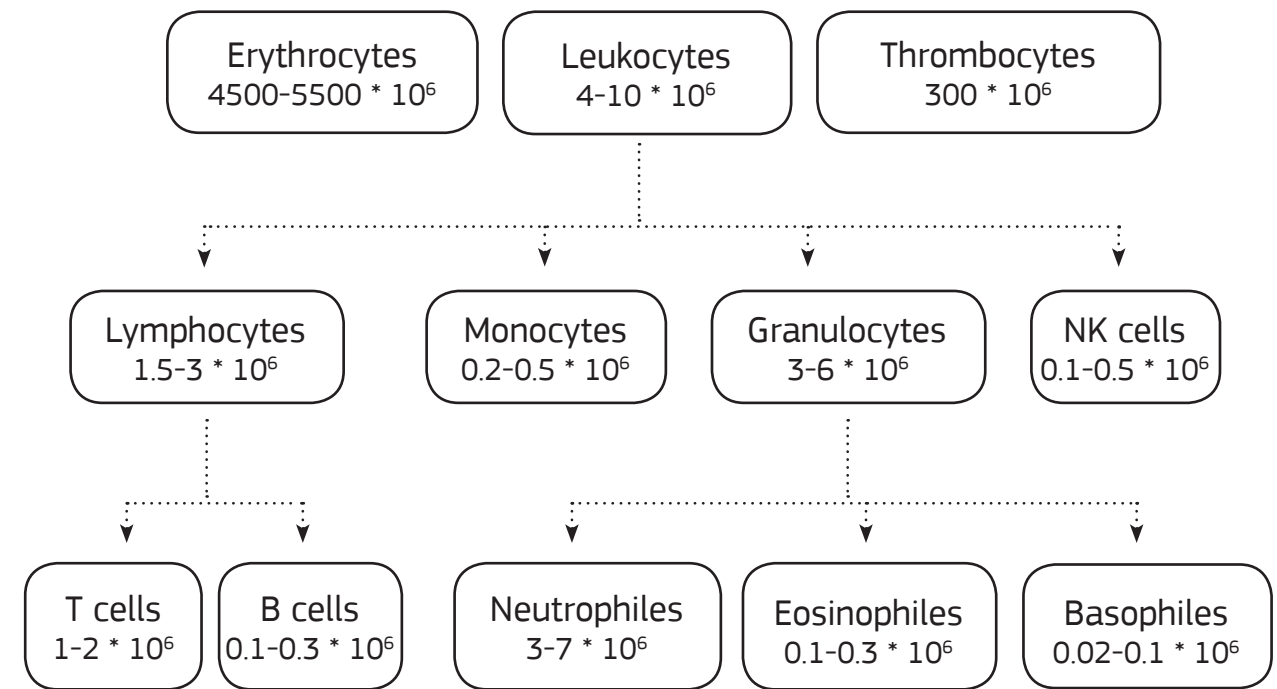 Erythrocytes
4500-5500 * 10⁶
Leukocytes
4-10 * 10⁶
Thrombocytes
300 * 10⁶
Lymphocytes
1.5-3 * 10⁶
Monocytes
0.2-0.5 * 10⁶
Granulocytes
3-6 * 10⁶
NK cells
0.1-0.5 * 10⁶
T cells
1-2 * 10⁶
B cells
0.1-0.3 * 10⁶
Neutrophiles
3-7 * 10⁶
Eosinophiles
0.1-0.3 * 10⁶
Basophiles
0.02-0.1 * 10⁶